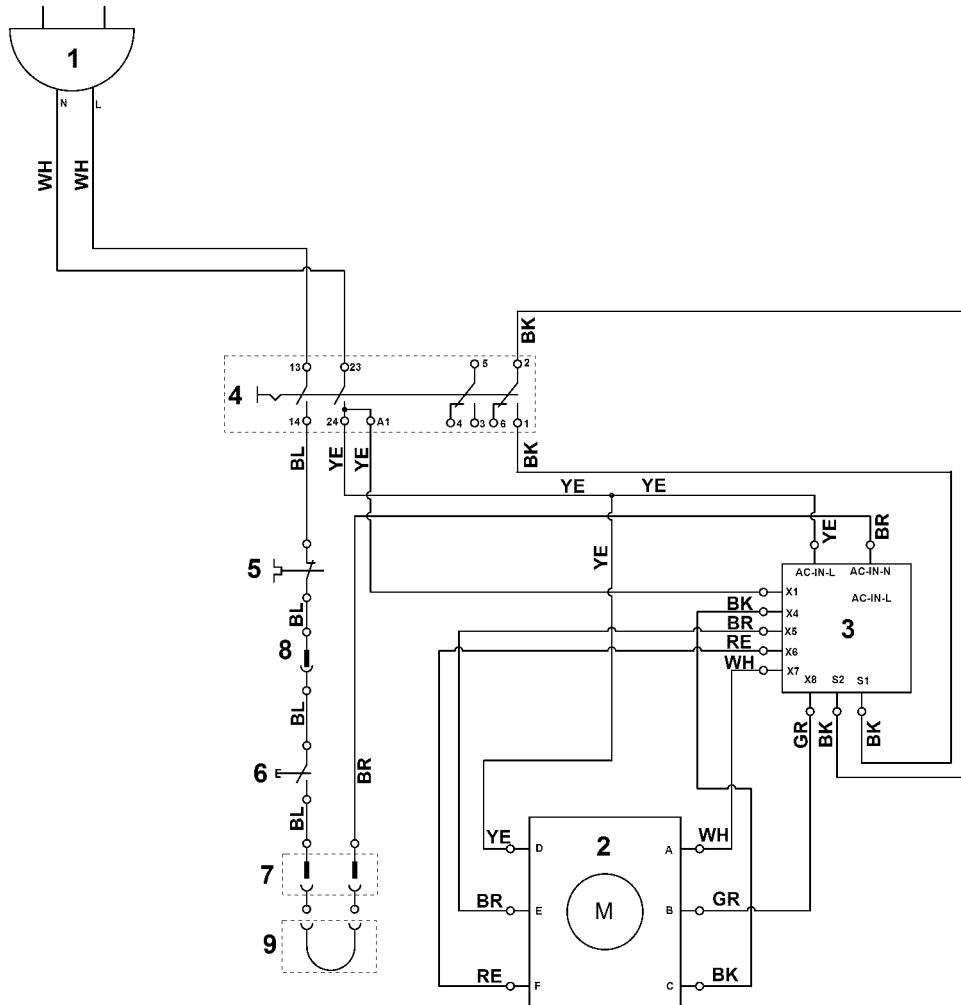 1
N L
WH WH
BK
13 23 5 2
4
14 24 A1 4 3 6 1
BL YE YE BK
YE YE
YE BR
YE
5
AC-IN-L AC-IN-N
AC-IN-L
BL
BK X1
BR X4
3
RE X5
WH X6
X7
8
X8 S2 S1
BL
GR BK BK
6 E
BR
BL
2
YE D A WH
7
M
BR E B GR
9
RE F C BK